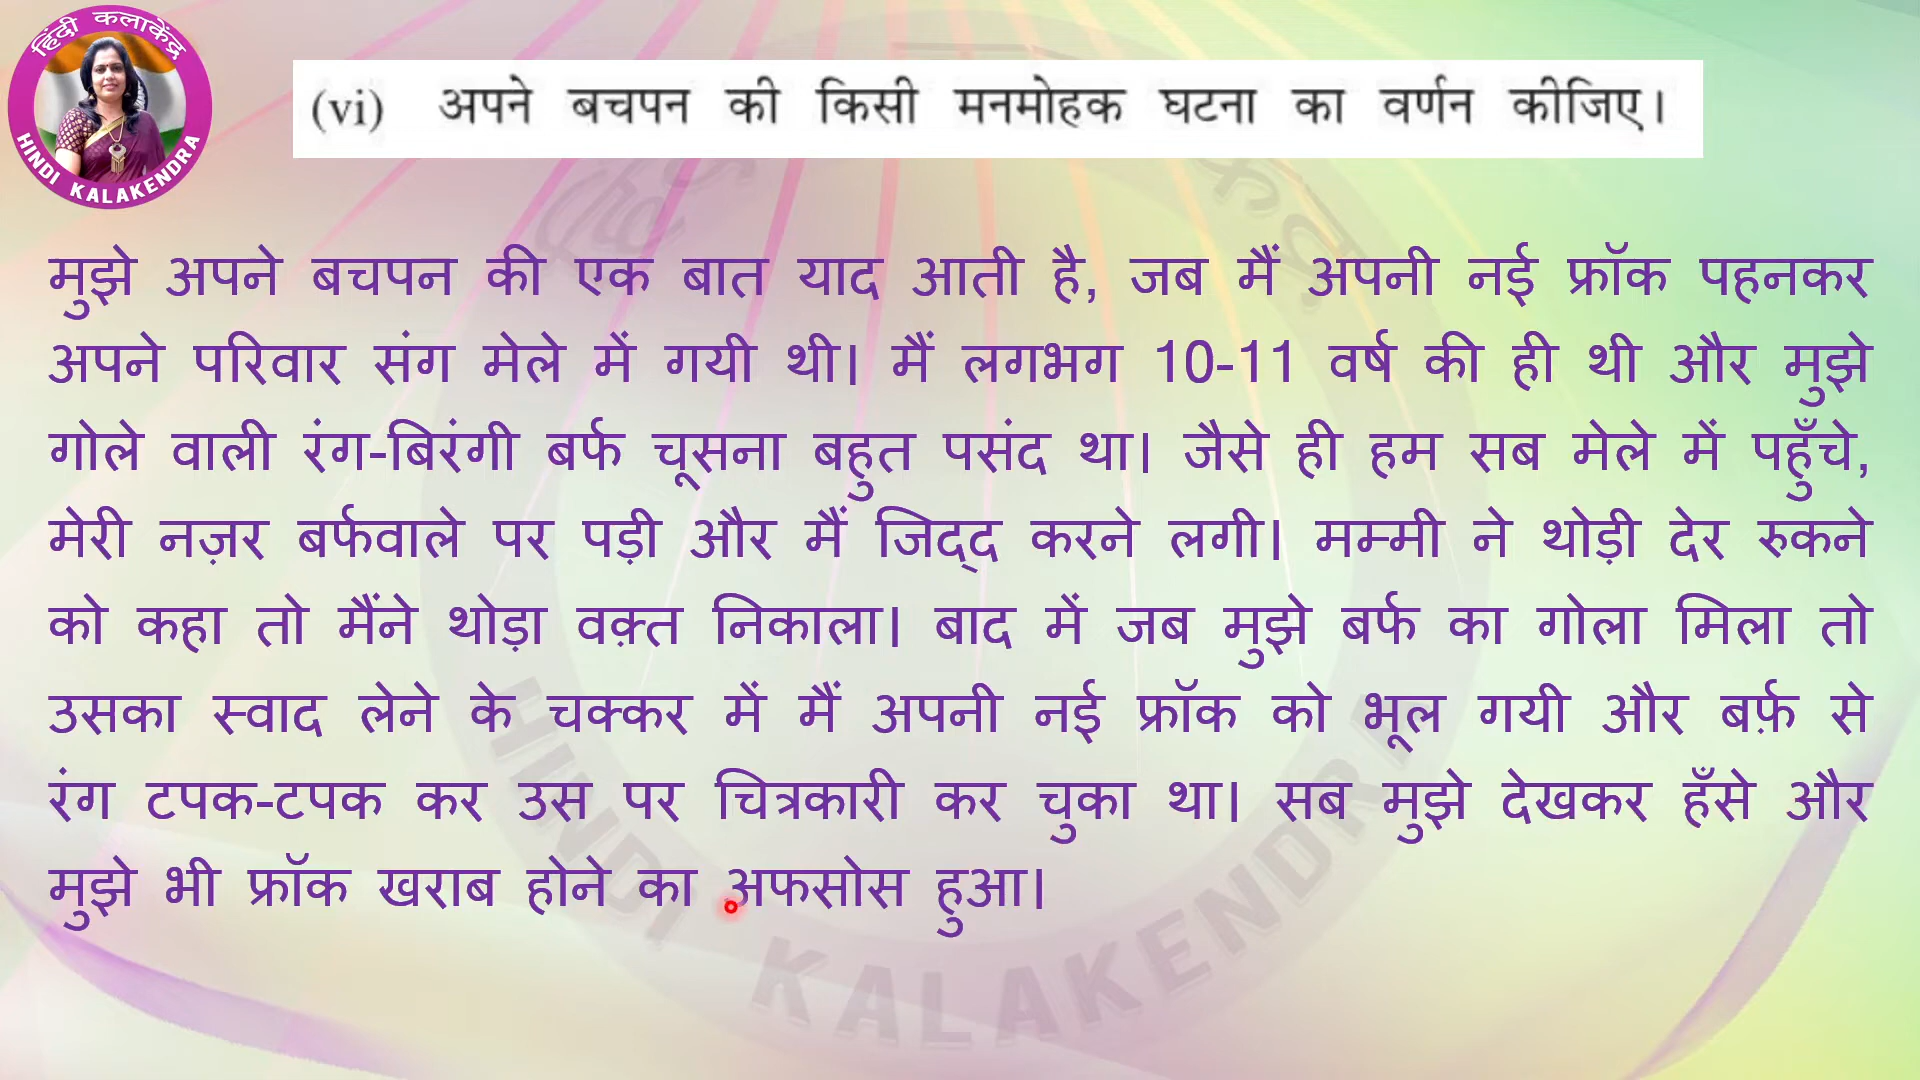 हिंदी कलाकेंद्र
HINDI KALAKENDRA
(vi) अपने बचपन की किसी मनमोहक घटना का वर्णन कीजिए।
मुझे अपने बचपन की एक बात याद आती है, जब मैं अपनी नई फ्रॉक पहनकर
अपने परिवार संग मेले में गयी थी। मैं लगभग 10-11 वर्ष की ही थी और मुझे
गोले वाली रंग-बिरंगी बर्फ चूसना बहुत पसंद था। जैसे ही हम सब मेले में पहुँचे,
मेरी नज़र बर्फवाले पर पड़ी और मैं जिद्द करने लगी। मम्मी ने थोड़ी देर रुकने
को कहा तो मैंने थोड़ा वक़्त निकाला। बाद में जब मुझे बर्फ का गोला मिला तो
उसका स्वाद लेने के चक्कर में मैं अपनी नई फ्रॉक को भूल गयी और बर्फ़ से
रंग टपक-टपक कर उस पर चित्रकारी कर चुका था। सब मुझे देखकर हँसे और
मुझे भी फ्रॉक खराब होने का अफसोस हुआ।
HINDI KALAKENDRA